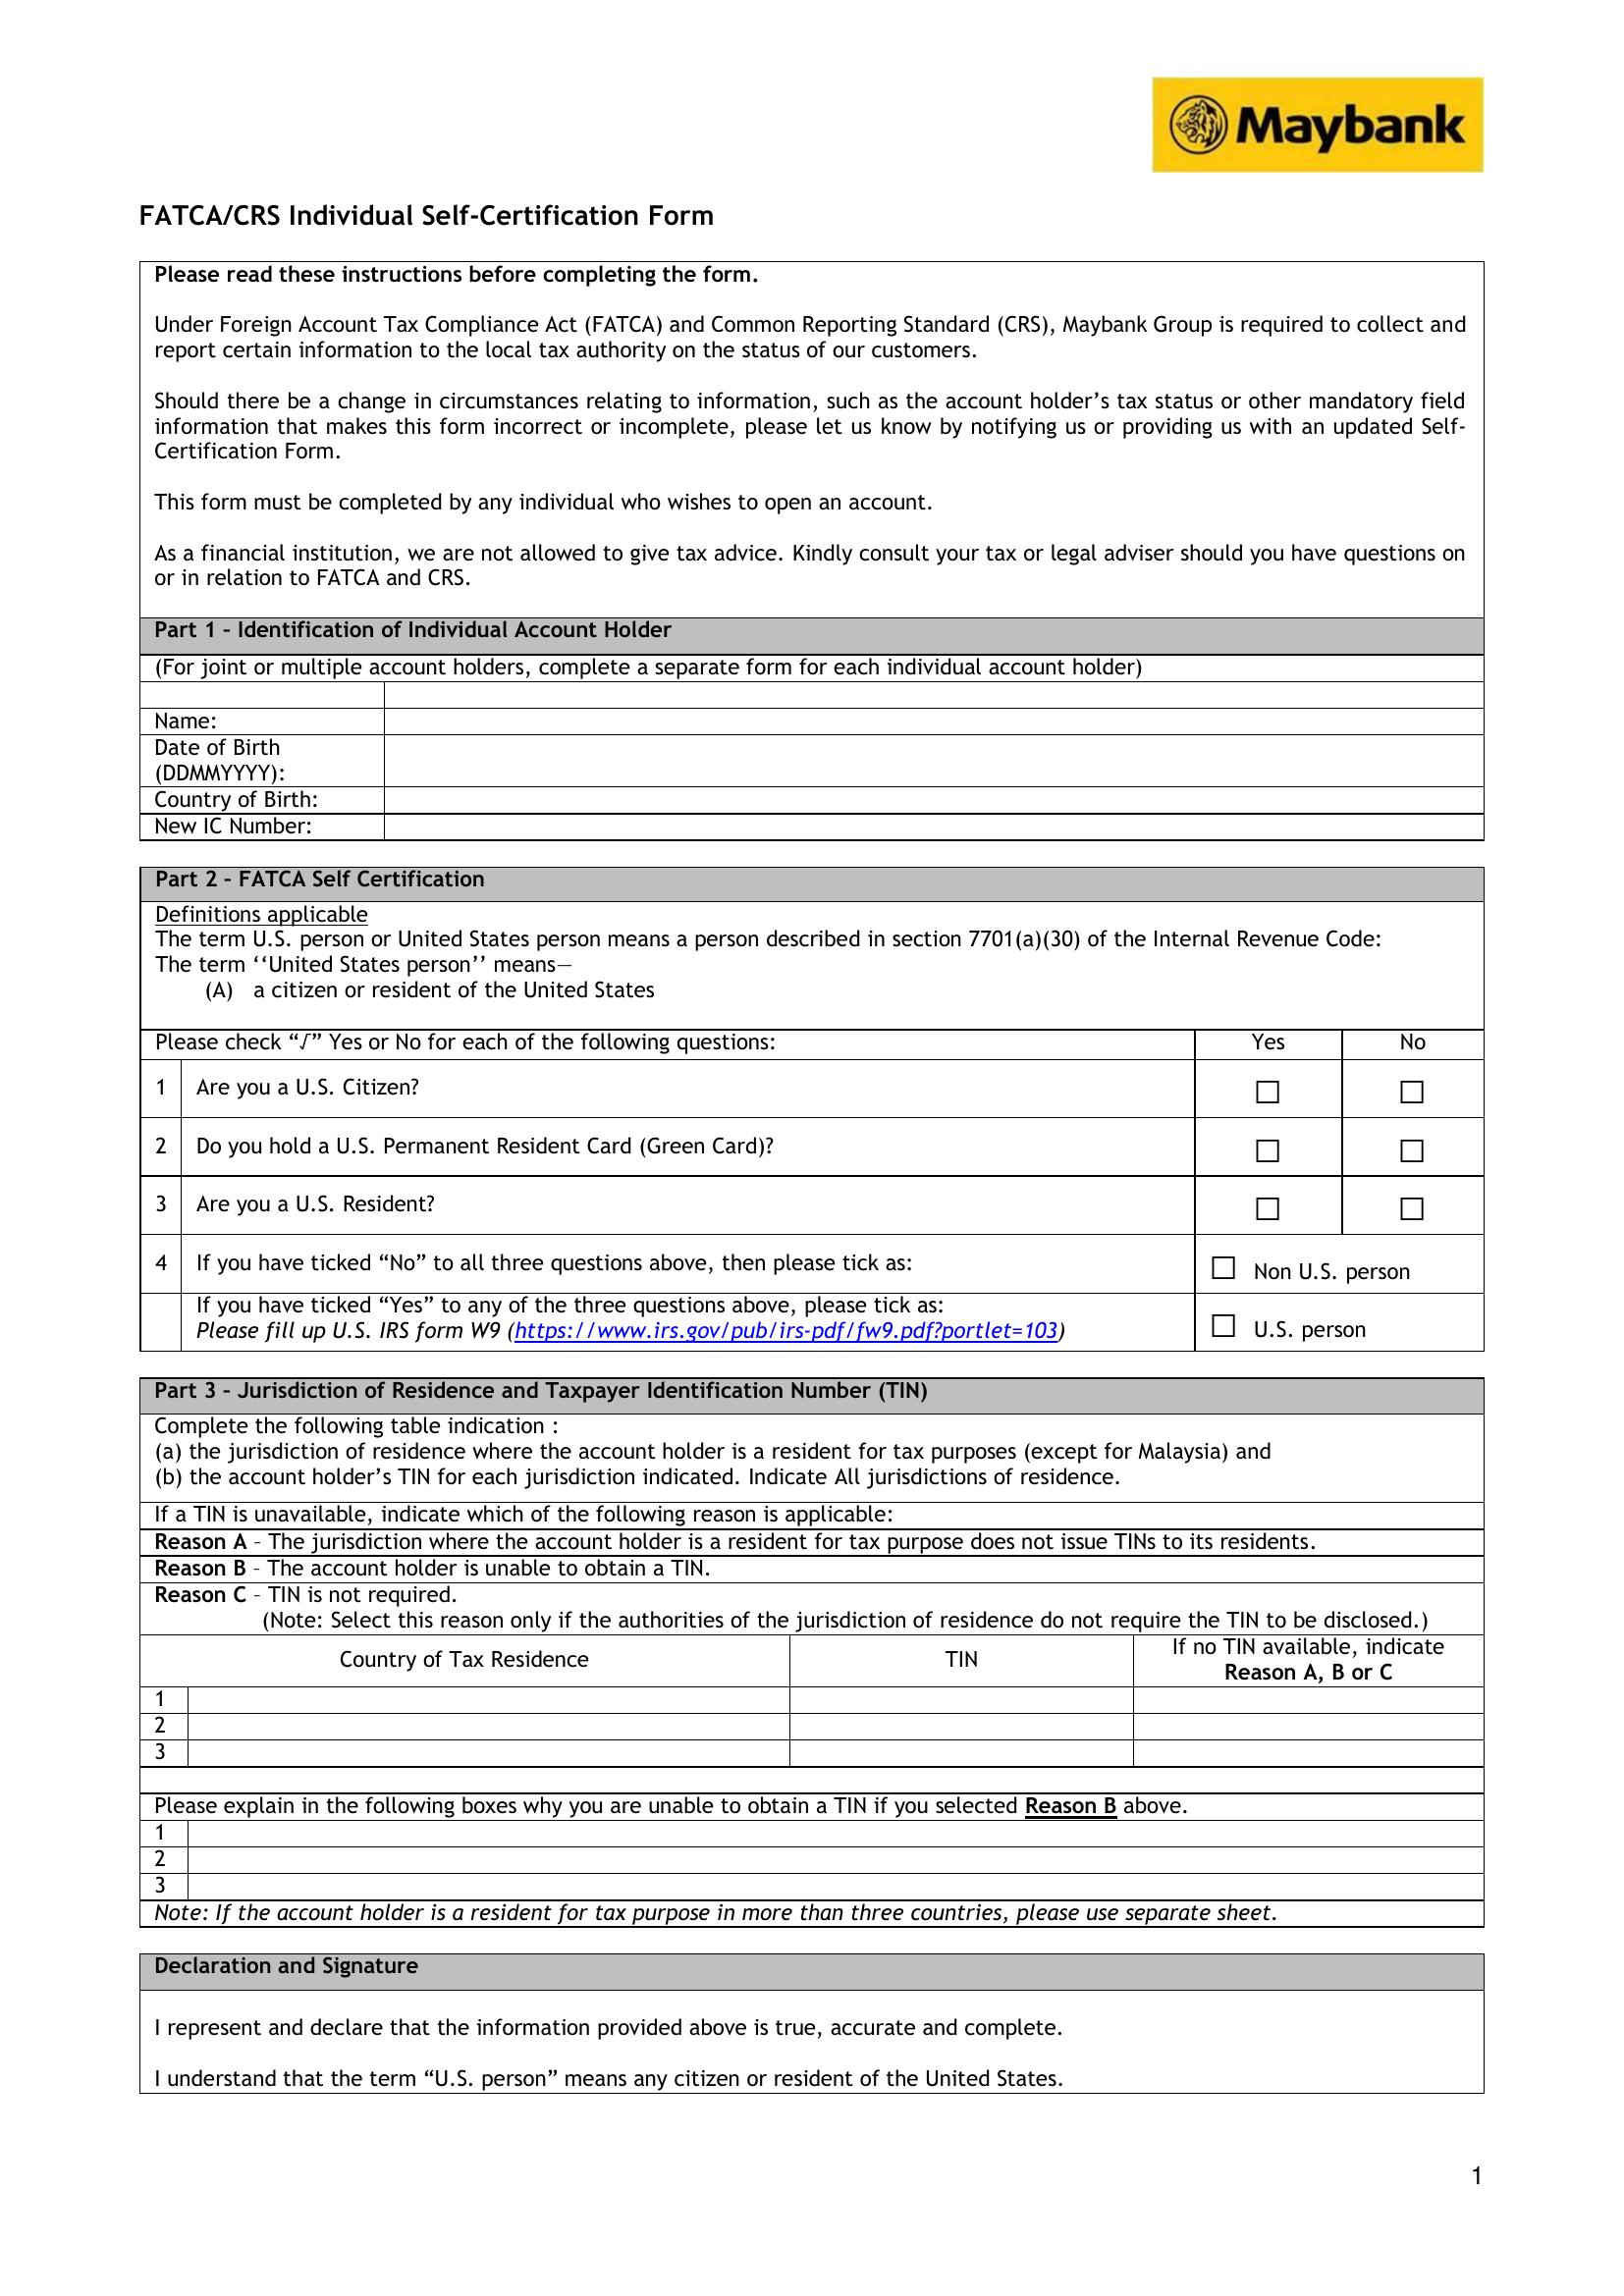 Maybank
FATCA/CRS Individual Self-Certification Form
Please read these instructions before completing the form.
Under Foreign Account Tax Compliance Act (FATCA) and Common Reporting Standard (CRS), Maybank Group is required to collect and
report certain information to the local tax authority on the status of our customers.
Should there be a change in circumstances relating to information, such as the account holder’s tax status or other mandatory field
information that makes this form incorrect or incomplete, please let us know by notifying us or providing us with an updated Self-
Certification Form.
This form must be completed by any individual who wishes to open an account.
As a financial institution, we are not allowed to give tax advice. Kindly consult your tax or legal adviser should you have questions on
or in relation to FATCA and CRS.
Part 1 – Identification of Individual Account Holder
(For joint or multiple account holders, complete a separate form for each individual account holder)
Name:
Date of Birth
(DDMMYYYY):
Country of Birth:
New IC Number:
Part 2 – FATCA Self Certification
Definitions applicable
The term U.S. person or United States person means a person described in section 7701(a)(30) of the Internal Revenue Code:
The term ‘‘United States person’’ means—
(A) a citizen or resident of the United States
Please check “√” Yes or No for each of the following questions: Yes No
1 Are you a U.S. Citizen? ☐ ☐
2 Do you hold a U.S. Permanent Resident Card (Green Card)? ☐ ☐
3 Are you a U.S. Resident? ☐ ☐
4 If you have ticked “No” to all three questions above, then please tick as: ☐ Non U.S. person
If you have ticked “Yes” to any of the three questions above, please tick as:
Please fill up U.S. IRS form W9 (https://www.irs.gov/pub/irs-pdf/fw9.pdf?portlet=103) ☐ U.S. person
Part 3 – Jurisdiction of Residence and Taxpayer Identification Number (TIN)
Complete the following table indication :
(a) the jurisdiction of residence where the account holder is a resident for tax purposes (except for Malaysia) and
(b) the account holder’s TIN for each jurisdiction indicated. Indicate All jurisdictions of residence.
If a TIN is unavailable, indicate which of the following reason is applicable:
Reason A – The jurisdiction where the account holder is a resident for tax purpose does not issue TINs to its residents.
Reason B – The account holder is unable to obtain a TIN.
Reason C – TIN is not required.
(Note: Select this reason only if the authorities of the jurisdiction of residence do not require the TIN to be disclosed.)
Country of Tax Residence TIN If no TIN available, indicate
Reason A, B or C
1
2
3
Please explain in the following boxes why you are unable to obtain a TIN if you selected Reason B above.
1
2
3
Note: If the account holder is a resident for tax purpose in more than three countries, please use separate sheet.
Declaration and Signature
I represent and declare that the information provided above is true, accurate and complete.
I understand that the term “U.S. person” means any citizen or resident of the United States.
1